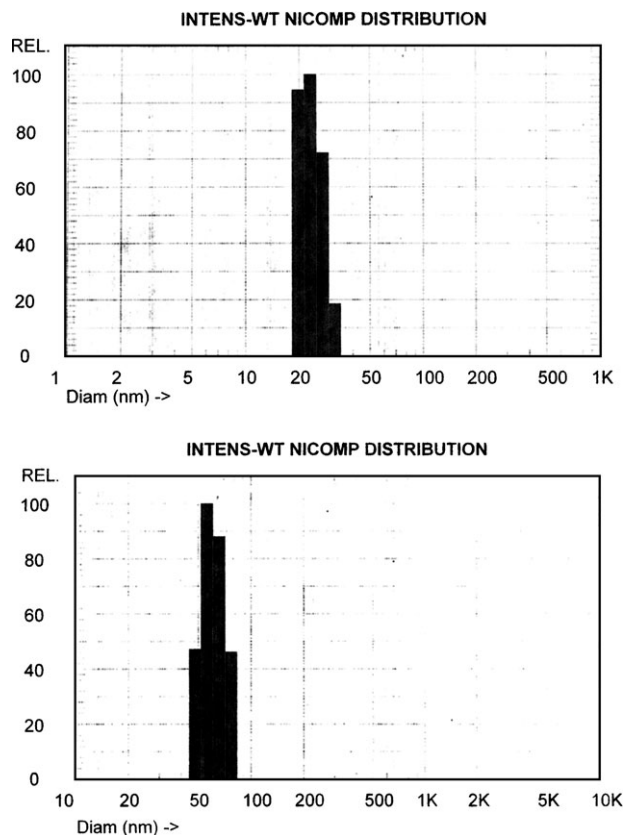 INTENS-WT NICOMP DISTRIBUTION
REL.
100
80
60
40
20
0
1 2 5 10 20 50 100 200 500 1K
Diam (nm) ->
INTENS-WT NICOMP DISTRIBUTION
REL.
100
80
60
40
20
0
10 20 50 100 200 500 1K 2K 5K 10K
Diam (nm) ->